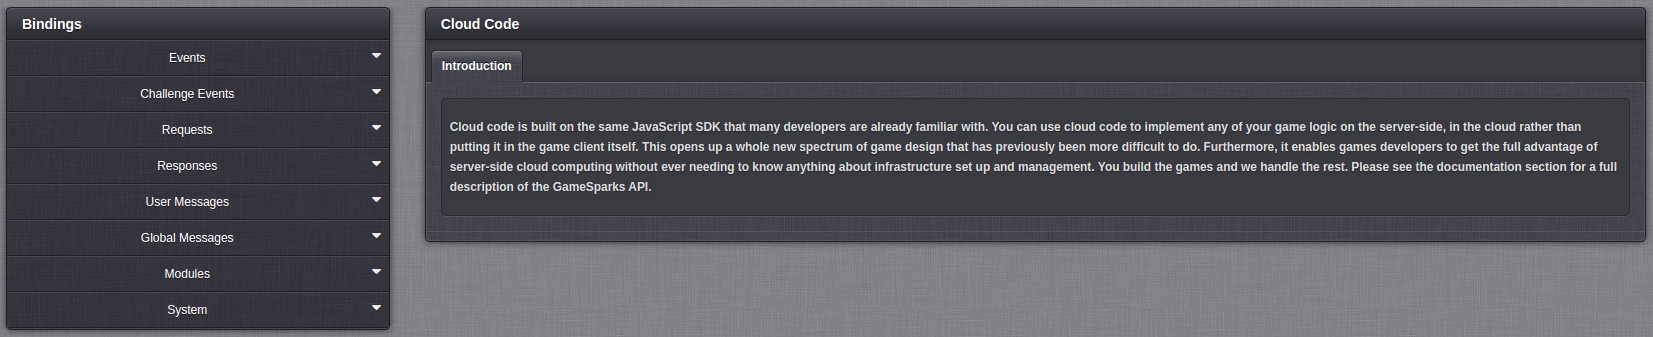 Bindings
Events
Challenge Events
Requests
Responses
User Messages
Global Messages
Modules
System
Cloud Code
Introduction
Cloud code is built on the same JavaScript SDK that many developers are already familiar with. You can use cloud code to implement any of your game logic on the server-side, in the cloud rather than
putting it in the game client itself. This opens up a whole new spectrum of game design that has previously been more difficult to do. Furthermore, it enables games developers to get the full advantage of
server-side cloud computing without ever needing to know anything about infrastructure set up and management. You build the games and we handle the rest. Please see the documentation section for a full
description of the GameSparks API.